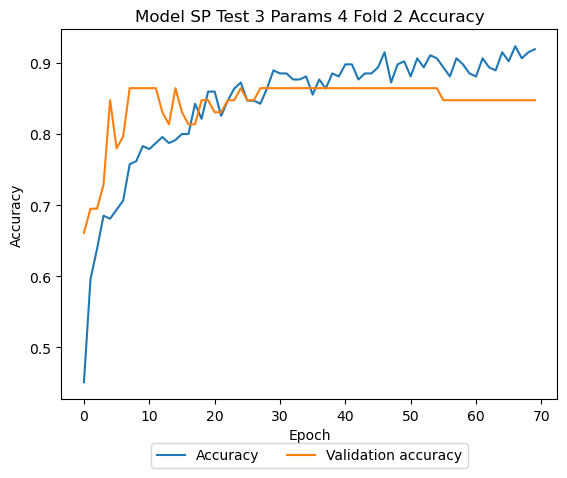 Model SP Test 3 Params 4 Fold 2 Accuracy
Accuracy
0.9
0.8
0.7
0.6
0.5
0 10 20 30 40 50 60 70
Epoch
Accuracy Validation accuracy